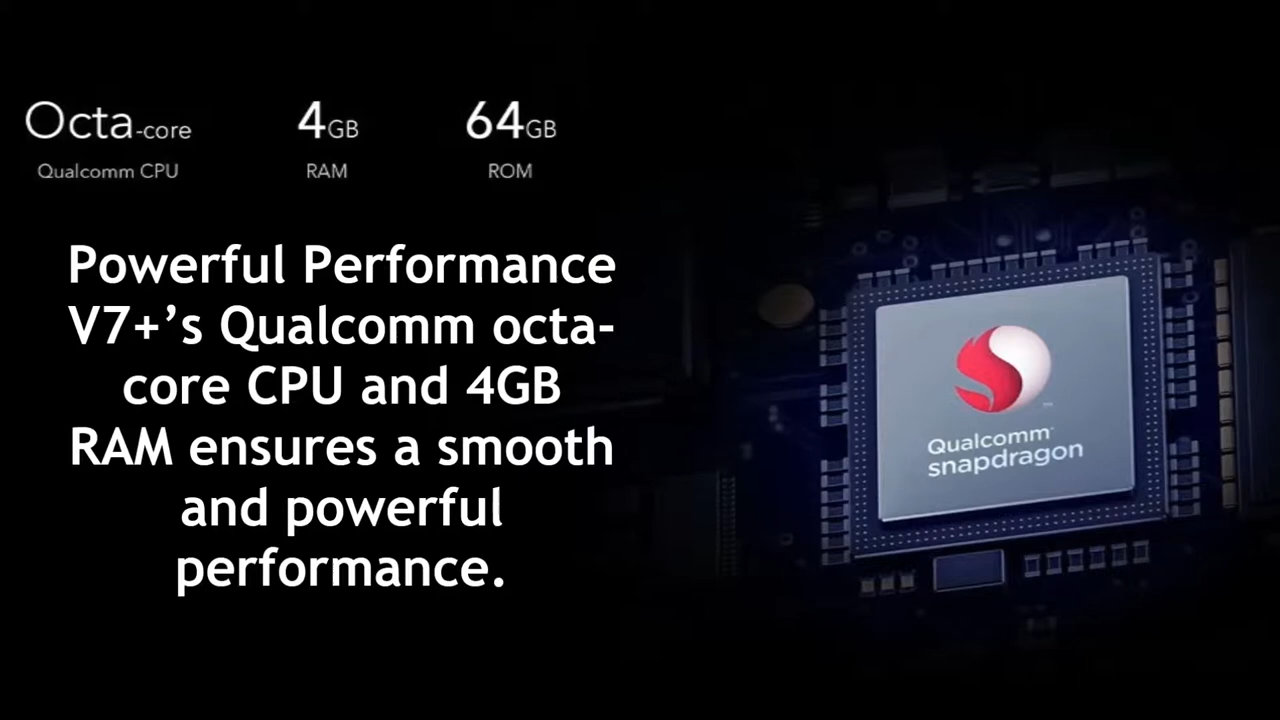 Octa-core 4GB 64GB
Qualcomm CPU RAM ROM
Powerful Performance
V7+’s Qualcomm octa-
core CPU and 4GB
RAM ensures a smooth
and powerful
performance.
Qualcomm
snapdragon